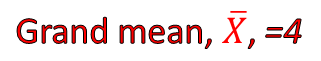 Grand mean, X̄, =4